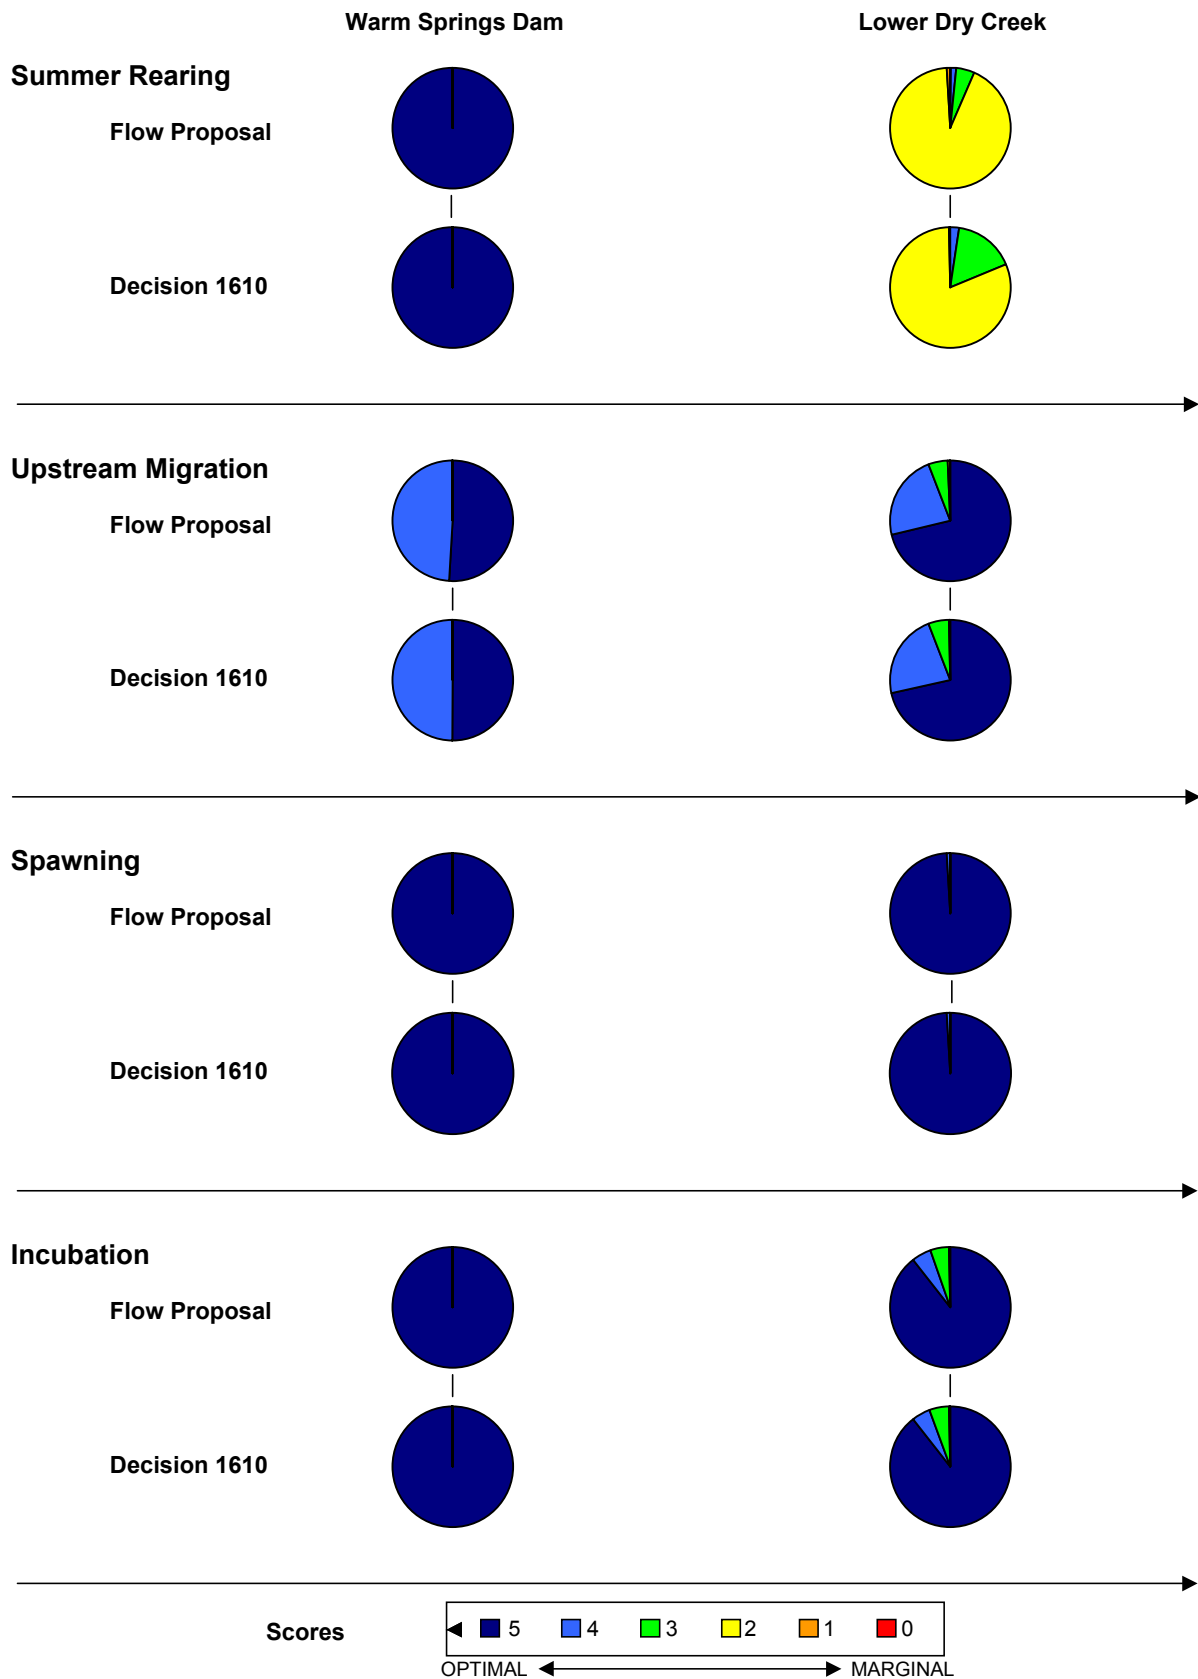 Warm Springs Dam Lower Dry Creek
Summer Rearing
Flow Proposal
Decision 1610
Upstream Migration
Flow Proposal
Decision 1610
Spawning
Flow Proposal
Decision 1610
Incubation
Flow Proposal
Decision 1610
Scores 5 4 3 2 1 0
OPTIMAL MARGINAL